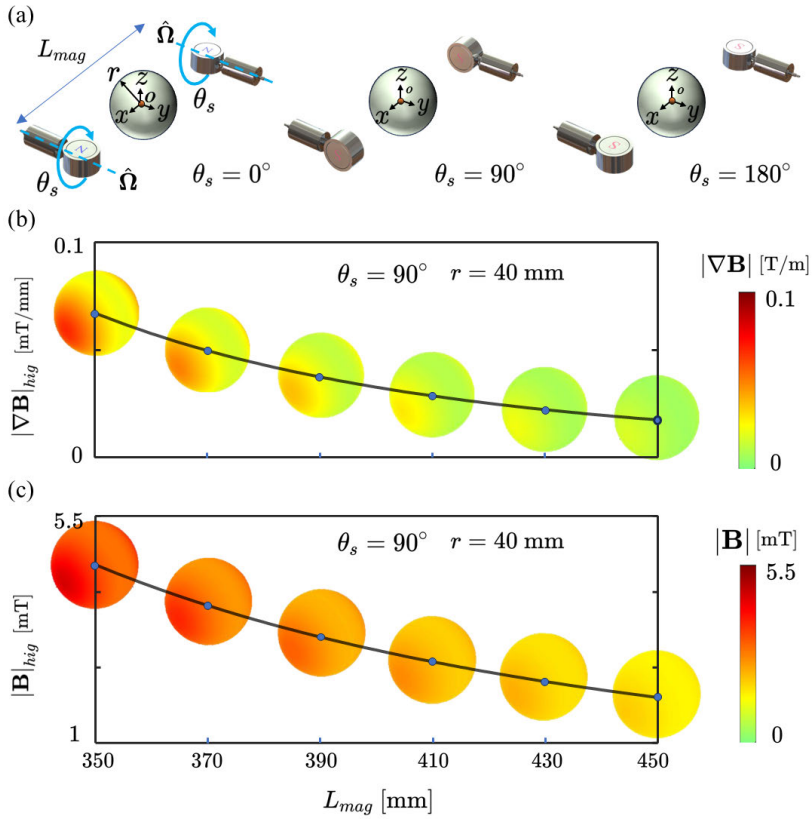 (a)
L_mag
Ω̂
N
θ_s
r
z
o
x
y
N
θ_s
Ω̂
θ_s = 0°
z
o
x
y
θ_s = 90°
S
z
o
x
y
S
θ_s = 180°
(b)
0.1
|∇B|_hig [mT/mm]
0
θ_s = 90° r = 40 mm
|∇B| [T/m]
0.1
0
(c)
5.5
|B|_hig [mT]
1
θ_s = 90° r = 40 mm
|B| [mT]
5.5
0
350 370 390 410 430 450
L_mag [mm]